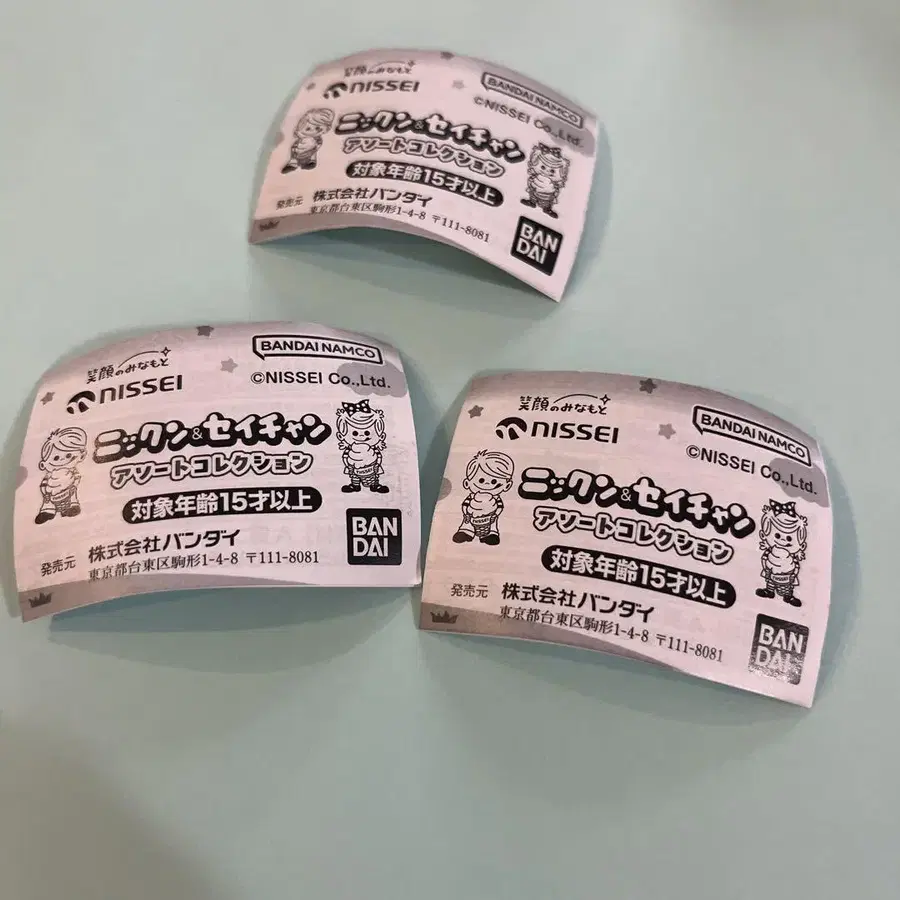 笑顔のみなもと
NISSEI
BANDAI NAMCO
©NISSEI Co.,Ltd.
ニックン&セイチャン
アソートコレクション
対象年齢15才以上
発売元 株式会社バンダイ
東京都台東区駒形1-4-8 〒111-8081
BAN
DAI
笑顔のみなもと
NISSEI
BANDAI NAMCO
©NISSEI Co.,Ltd.
ニックン&セイチャン
アソートコレクション
対象年齢15才以上
発売元 株式会社バンダイ
東京都台東区駒形1-4-8 〒111-8081
BAN
DAI
笑顔のみなもと
NISSEI
BANDAI NAMCO
©NISSEI Co.,Ltd.
ニックン&セイチャン
アソートコレクション
対象年齢15才以上
発売元 株式会社バンダイ
東京都台東区駒形1-4-8 〒111-8081
BAN
DAI